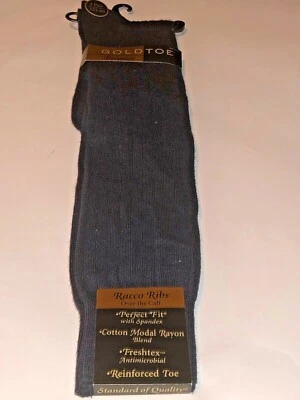 GOLDTOE
Racco Ribs
Over the Calf
•Perfect Fit®
with Spandex
•Cotton Modal Rayon
Blend
•Freshtex™
Antimicrobial
•Reinforced Toe
Standard of Quality